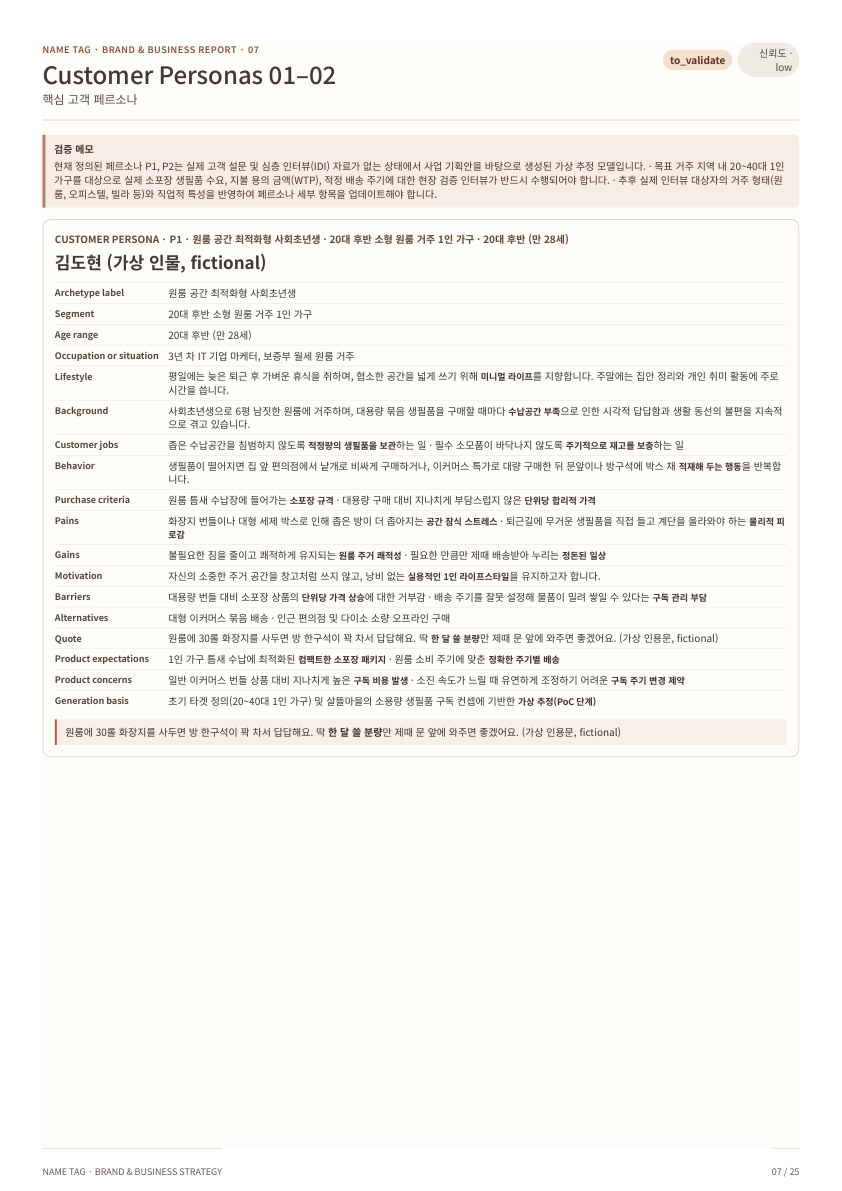 NAME TAG · BRAND & BUSINESS REPORT · 07
Customer Personas 01–02
핵심 고객 페르소나
to_validate
신뢰도 ·
low
검증 메모
현재 정의된 페르소나 P1, P2는 실제 고객 설문 및 심층 인터뷰(IDI) 자료가 없는 상태에서 사업 기획안을 바탕으로 생성된 가상 추정 모델입니다. · 목표 거주 지역 내 20~40대 1인
가구를 대상으로 실제 소포장 생필품 수요, 지불 용의 금액(WTP), 적정 배송 주기에 대한 현장 검증 인터뷰가 반드시 수행되어야 합니다. · 추후 실제 인터뷰 대상자의 거주 형태(원
룸, 오피스텔, 빌라 등)와 직업적 특성을 반영하여 페르소나 세부 항목을 업데이트해야 합니다.
CUSTOMER PERSONA · P1 · 원룸 공간 최적화형 사회초년생 · 20대 후반 소형 원룸 거주 1인 가구 · 20대 후반 (만 28세)
김도현 (가상 인물, fictional)
Archetype label 원룸 공간 최적화형 사회초년생
Segment 20대 후반 소형 원룸 거주 1인 가구
Age range 20대 후반 (만 28세)
Occupation or situation 3년 차 IT 기업 마케터, 보증부 월세 원룸 거주
Lifestyle 평일에는 늦은 퇴근 후 가벼운 휴식을 취하며, 협소한 공간을 넓게 쓰기 위해 미니멀 라이프를 지향합니다. 주말에는 집안 정리와 개인 취미 활동에 주로
시간을 씁니다.
Background 사회초년생으로 6평 남짓한 원룸에 거주하며, 대용량 묶음 생필품을 구매할 때마다 수납공간 부족으로 인한 시각적 답답함과 생활 동선의 불편을 지속적
으로 겪고 있습니다.
Customer jobs 좁은 수납공간을 침범하지 않도록 적정량의 생필품을 보관하는 일 · 필수 소모품이 바닥나지 않도록 주기적으로 재고를 보충하는 일
Behavior 생필품이 떨어지면 집 앞 편의점에서 낱개로 비싸게 구매하거나, 이커머스 특가로 대량 구매한 뒤 문앞이나 방구석에 박스 채 적재해 두는 행동을 반복합
니다.
Purchase criteria 원룸 틈새 수납장에 들어가는 소포장 규격 · 대용량 구매 대비 지나치게 부담스럽지 않은 단위당 합리적 가격
Pains 화장지 번들이나 대형 세제 박스로 인해 좁은 방이 더 좁아지는 공간 잠식 스트레스 · 퇴근길에 무거운 생필품을 직접 들고 계단을 올라와야 하는 물리적 피
로감
Gains 불필요한 짐을 줄이고 쾌적하게 유지되는 원룸 주거 쾌적성 · 필요한 만큼만 제때 배송받아 누리는 정돈된 일상
Motivation 자신의 소중한 주거 공간을 창고처럼 쓰지 않고, 낭비 없는 실용적인 1인 라이프스타일을 유지하고자 합니다.
Barriers 대용량 번들 대비 소포장 상품의 단위당 가격 상승에 대한 거부감 · 배송 주기를 잘못 설정해 물품이 밀려 쌓일 수 있다는 구독 관리 부담
Alternatives 대형 이커머스 묶음 배송 · 인근 편의점 및 다이소 소량 오프라인 구매
Quote 원룸에 30롤 화장지를 사두면 방 한구석이 꽉 차서 답답해요. 딱 한 달 쓸 분량만 제때 문 앞에 와주면 좋겠어요. (가상 인용문, fictional)
Product expectations 1인 가구 틈새 수납에 최적화된 컴팩트한 소포장 패키지 · 원룸 소비 주기에 맞춘 정확한 주기별 배송
Product concerns 일반 이커머스 번들 상품 대비 지나치게 높은 구독 비용 발생 · 소진 속도가 느릴 때 유연하게 조정하기 어려운 구독 주기 변경 제약
Generation basis 초기 타겟 정의(20~40대 1인 가구) 및 살뜰마을의 소용량 생필품 구독 컨셉에 기반한 가상 추정(PoC 단계)
원룸에 30롤 화장지를 사두면 방 한구석이 꽉 차서 답답해요. 딱 한 달 쓸 분량만 제때 문 앞에 와주면 좋겠어요. (가상 인용문, fictional)
NAME TAG · BRAND & BUSINESS STRATEGY
07 / 25